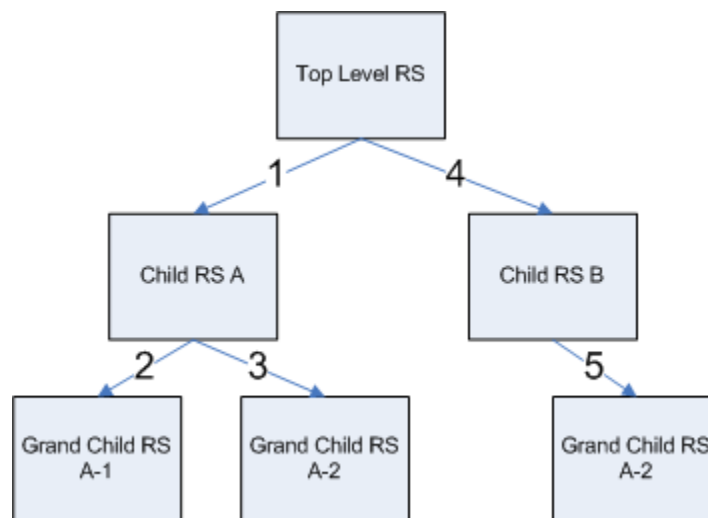 Top Level RS
1
4
Child RS A
Child RS B
2
3
5
Grand Child RS
A-1
Grand Child RS
A-2
Grand Child RS
A-2